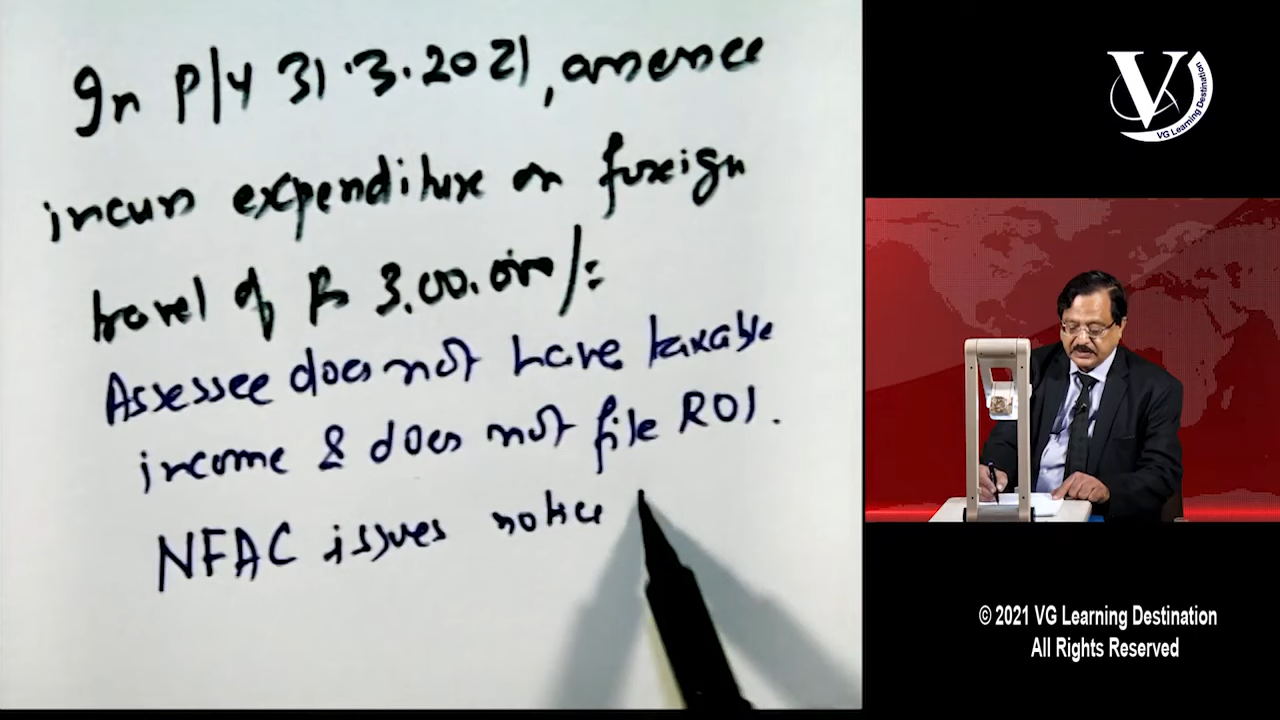 In P/Y 31.3.2021, assessee
incurs expenditure on foreign
travel of Rs 3,00,000/-
Assessee does not have taxable
income & does not file ROI.
NFAC issues notice
V
VG Learning Destination
© 2021 VG Learning Destination
All Rights Reserved